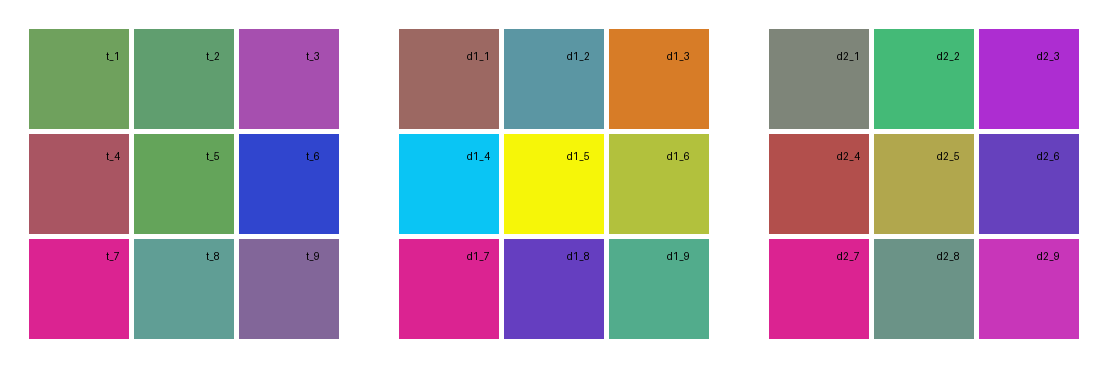 t_1 t_2 t_3 d1_1 d1_2 d1_3 d2_1 d2_2 d2_3
t_4 t_5 t_6 d1_4 d1_5 d1_6 d2_4 d2_5 d2_6
t_7 t_8 t_9 d1_7 d1_8 d1_9 d2_7 d2_8 d2_9